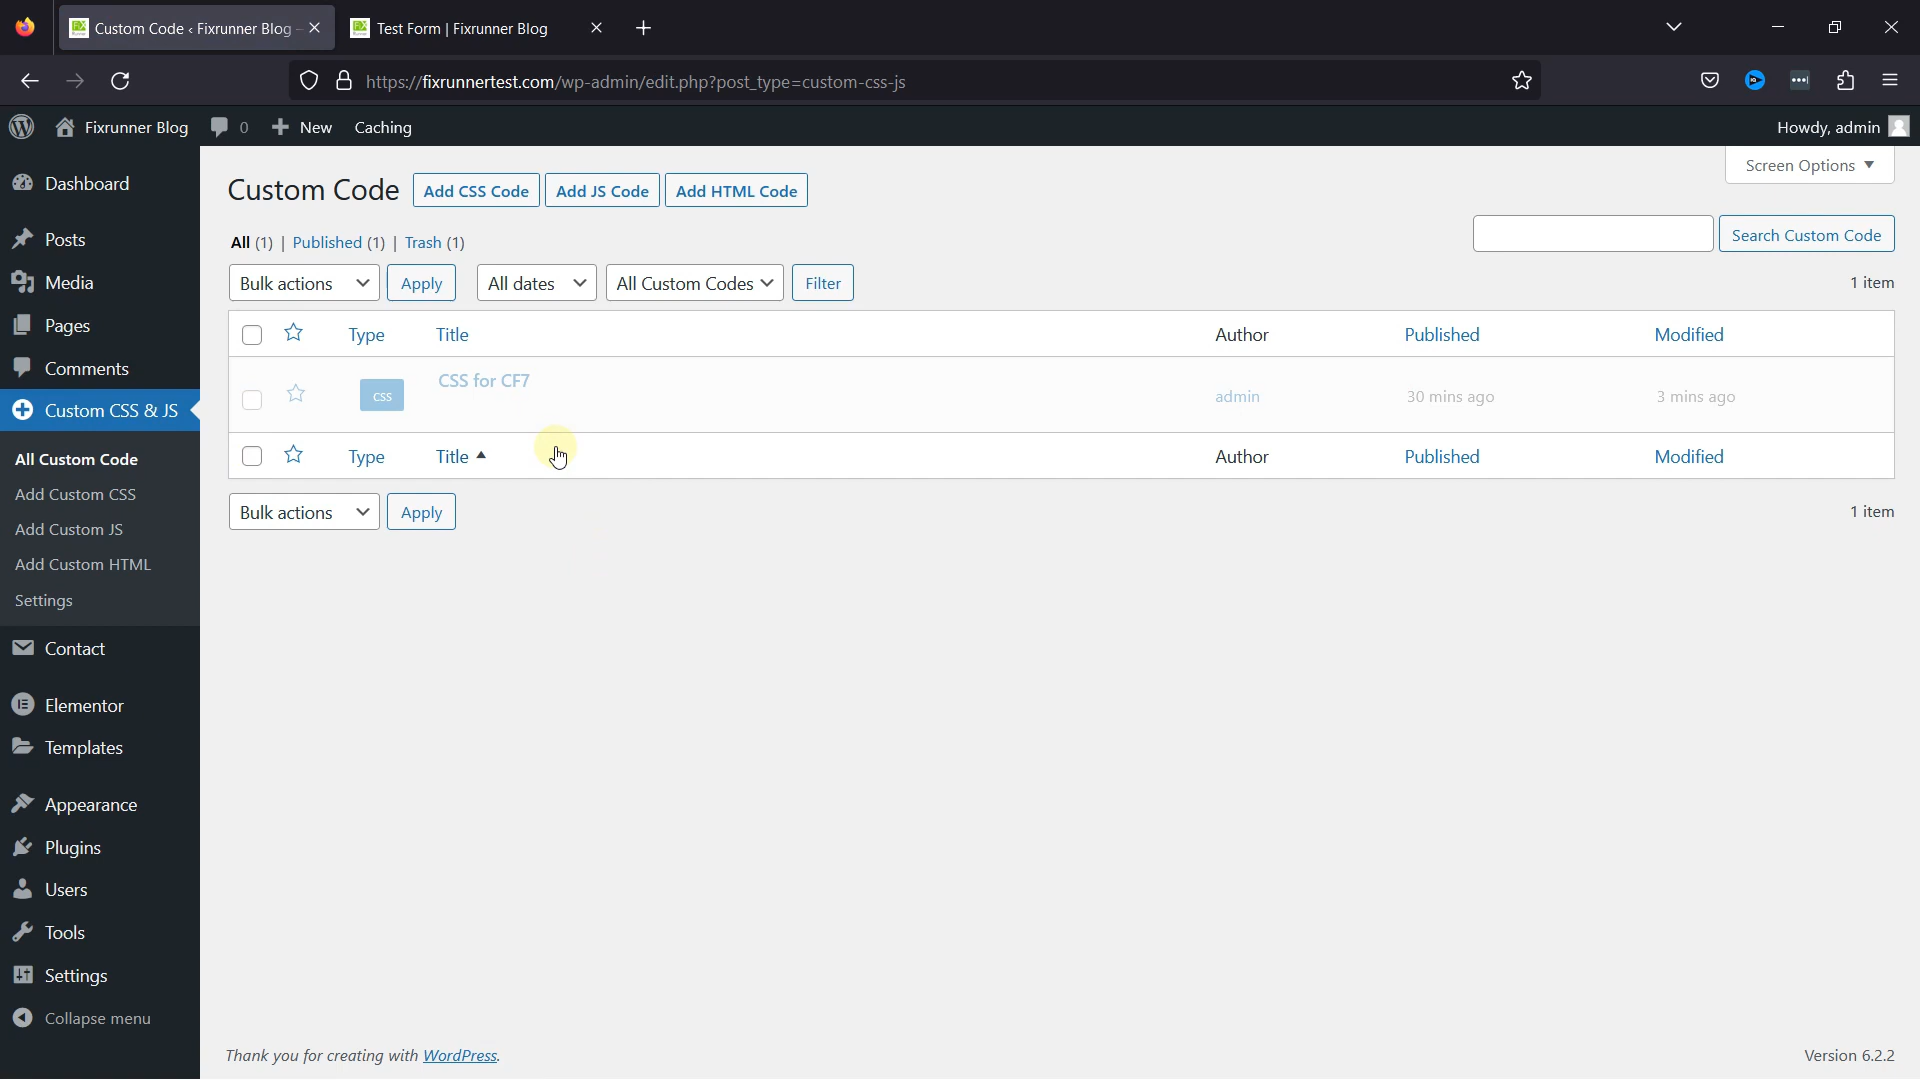 Custom Code ‹ Fixrunner Blog –
Test Form | Fixrunner Blog
https://fixrunnertest.com/wp-admin/edit.php?post_type=custom-css-js
Fixrunner Blog 0 New Caching Howdy, admin
Dashboard
Posts
Media
Pages
Comments
Custom CSS & JS
All Custom Code
Add Custom CSS
Add Custom JS
Add Custom HTML
Settings
Contact
Elementor
Templates
Appearance
Plugins
Users
Tools
Settings
Collapse menu
Screen Options
Custom Code Add CSS Code Add JS Code Add HTML Code
All (1) | Published (1) | Trash (1)
Search Custom Code
Bulk actions Apply All dates All Custom Codes Filter 1 item
Type Title Author Published Modified
css CSS for CF7 admin 30 mins ago 3 mins ago
Type Title Author Published Modified
Bulk actions Apply 1 item
Thank you for creating with WordPress. Version 6.2.2